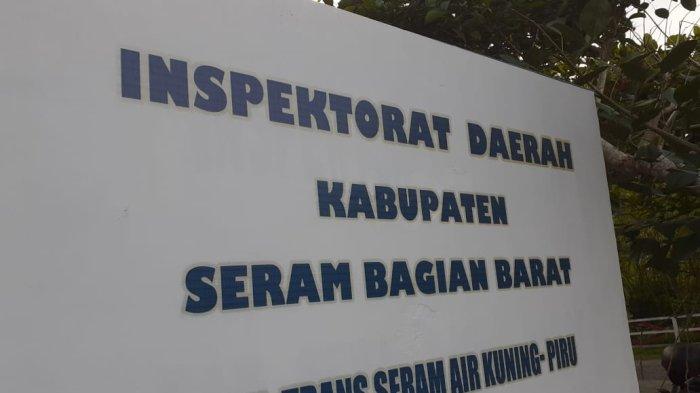 INSPEKTORAT DAERAH
KABUPATEN
SERAM BAGIAN BARAT
TRANS SERAM AIR KUNING- PIRU